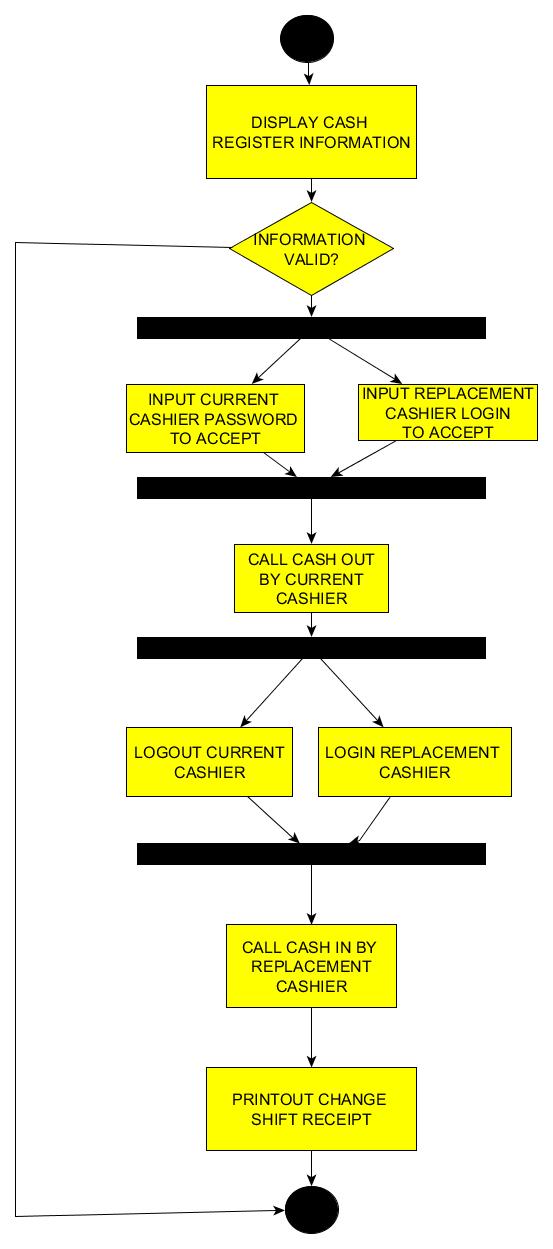 DISPLAY CASH
REGISTER INFORMATION
INFORMATION
VALID?
INPUT CURRENT
CASHIER PASSWORD
TO ACCEPT
INPUT REPLACEMENT
CASHIER LOGIN
TO ACCEPT
CALL CASH OUT
BY CURRENT
CASHIER
LOGOUT CURRENT
CASHIER
LOGIN REPLACEMENT
CASHIER
CALL CASH IN BY
REPLACEMENT
CASHIER
PRINTOUT CHANGE
SHIFT RECEIPT